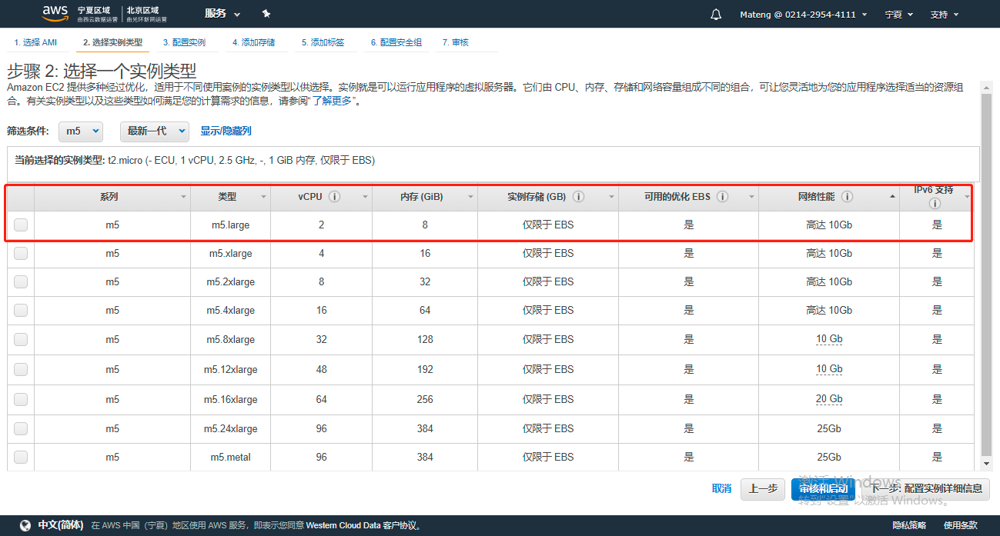 aws 宁夏区域 北京区域 服务 Mateng @ 0214-2954-4111 宁夏 支持
由西云数据运营 由光环新网运营
1. 选择 AMI 2. 选择实例类型 3. 配置实例 4. 添加存储 5. 添加标签 6. 配置安全组 7. 审核
步骤 2: 选择一个实例类型
Amazon EC2 提供多种经过优化，适用于不同使用案例的实例类型以供选择。实例就是可以运行应用程序的虚拟服务器。它们由 CPU、内存、存储和网络容量组成不同的组合，可让您灵活地为您的应用程序选择适当的资源组
合。有关实例类型以及这些类型如何满足您的计算需求的信息，请参阅“了解更多”。
筛选条件: m5 最新一代 显示/隐藏列
当前选择的实例类型: t2.micro (- ECU, 1 vCPU, 2.5 GHz, -, 1 GiB 内存, 仅限于 EBS)
系列 类型 vCPU 内存 (GiB) 实例存储 (GB) 可用的优化 EBS 网络性能 IPv6 支持
m5 m5.large 2 8 仅限于 EBS 是 高达 10Gb 是
m5 m5.xlarge 4 16 仅限于 EBS 是 高达 10Gb 是
m5 m5.2xlarge 8 32 仅限于 EBS 是 高达 10Gb 是
m5 m5.4xlarge 16 64 仅限于 EBS 是 高达 10Gb 是
m5 m5.8xlarge 32 128 仅限于 EBS 是 10 Gb 是
m5 m5.12xlarge 48 192 仅限于 EBS 是 10 Gb 是
m5 m5.16xlarge 64 256 仅限于 EBS 是 20 Gb 是
m5 m5.24xlarge 96 384 仅限于 EBS 是 25Gb 是
m5 m5.metal 96 384 仅限于 EBS 是 25Gb 是
取消 上一步 审核和启动 下一步: 配置实例详细信息
激活 Windows
转到“设置”以激活 Windows。
中文(简体) 在 AWS 中国（宁夏）地区使用 AWS 服务，即表示您同意 Western Cloud Data 客户协议。 隐私策略 使用条款